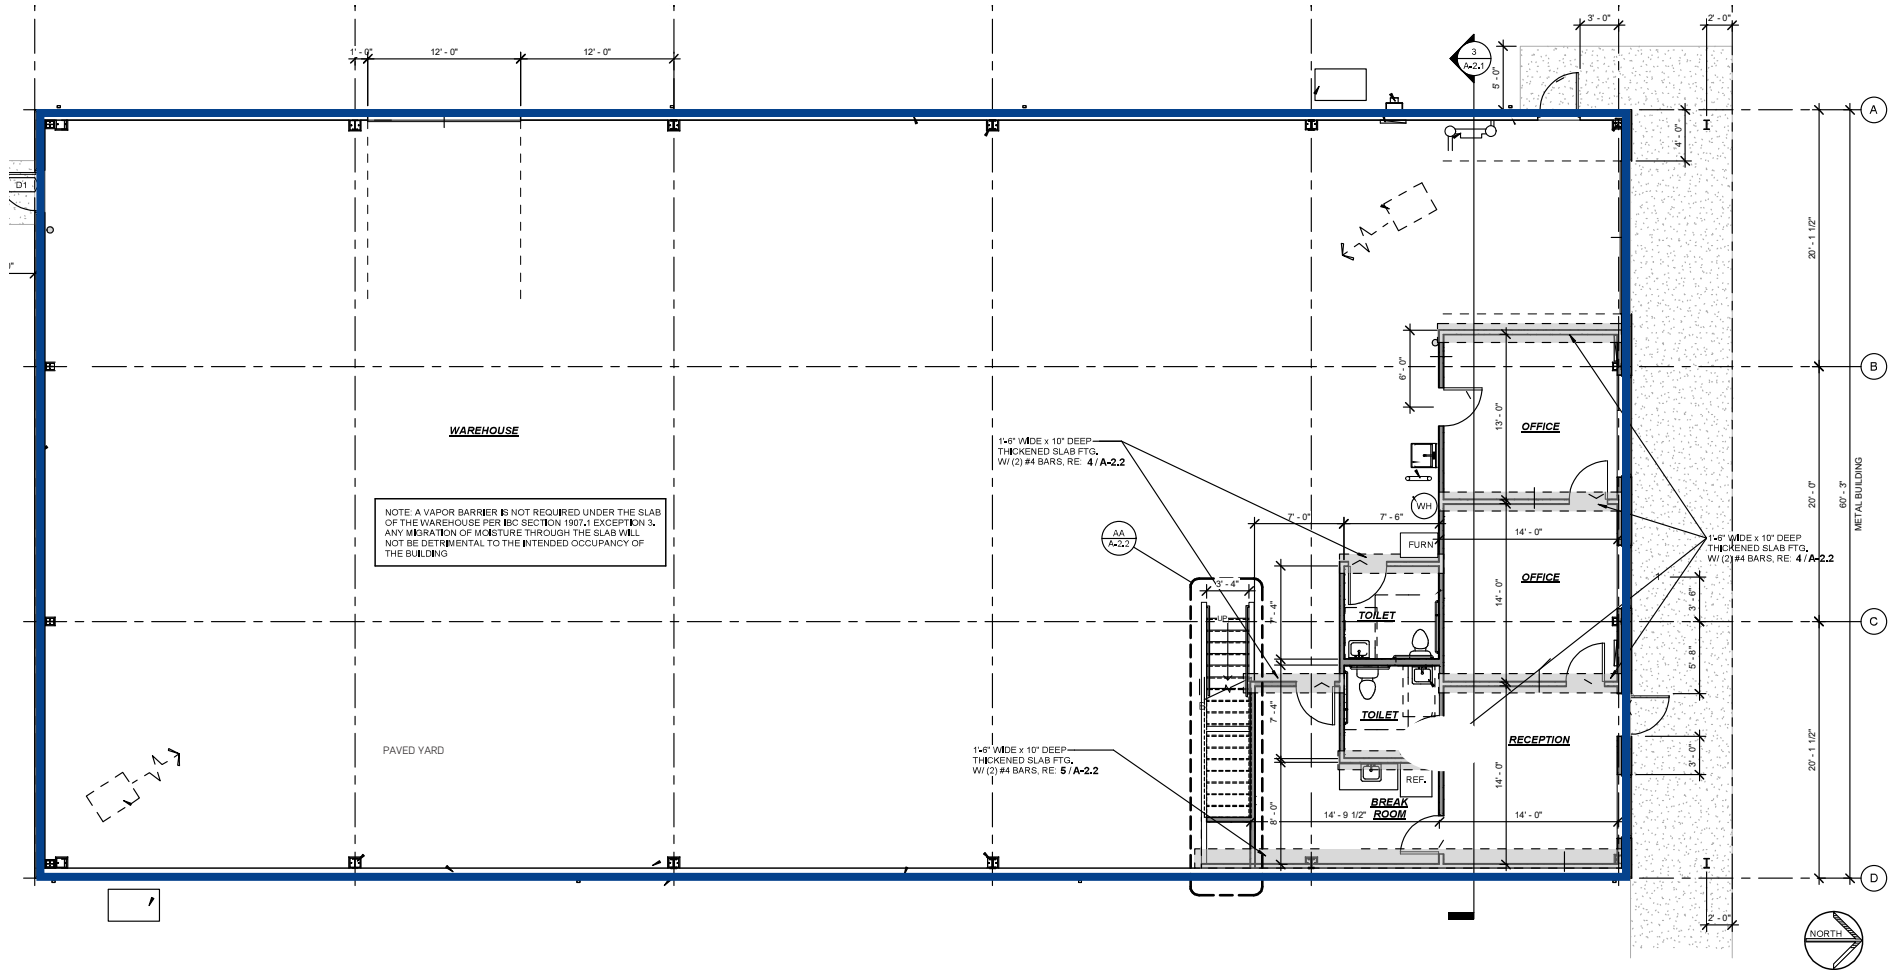 3' - 0"
2' - 0"
1' - 0"
12' - 0"
12' - 0"
3
A-2.1
5' - 0"
A
4' - 0"
D1
20' - 1 1/2"
B
6' - 0"
13' - 0"
WAREHOUSE
OFFICE
1'-6" WIDE x 10" DEEP
THICKENED SLAB FTG.
W/ (2) #4 BARS, RE: 4 / A-2.2
NOTE: A VAPOR BARRIER IS NOT REQUIRED UNDER THE SLAB
OF THE WAREHOUSE PER IBC SECTION 1907.1 EXCEPTION 3.
ANY MIGRATION OF MOISTURE THROUGH THE SLAB WILL
NOT BE DETRIMENTAL TO THE INTENDED OCCUPANCY OF
THE BUILDING
WH
20' - 0"
60' - 3"
METAL BUILDING
7' - 0"
7' - 6"
AA
A-2.2
FURN
14' - 0"
1'-6" WIDE x 10" DEEP
THICKENED SLAB FTG.
W/ (2) #4 BARS, RE: 4 / A-2.2
3' - 4"
OFFICE
14' - 0"
3' - 6"
7' - 4"
TOILET
UP
C
5' - 8"
TOILET
7' - 4"
RECEPTION
PAVED YARD
1'-6" WIDE x 10" DEEP
THICKENED SLAB FTG.
W/ (2) #4 BARS, RE: 5 / A-2.2
3' - 0"
20' - 1 1/2"
REF.
14' - 0"
BREAK
ROOM
8' - 0"
14' - 9 1/2"
14' - 0"
D
2' - 0"
NORTH